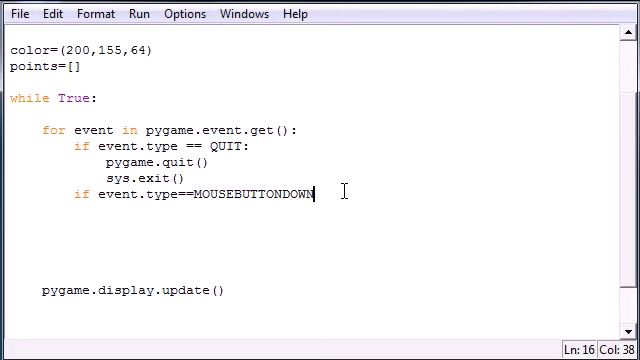 File Edit Format Run Options Windows Help
color=(200,155,64)
points=[]
while True:
for event in pygame.event.get():
if event.type == QUIT:
pygame.quit()
sys.exit()
if event.type==MOUSEBUTTONDOWN
pygame.display.update()
Ln: 16 Col: 38